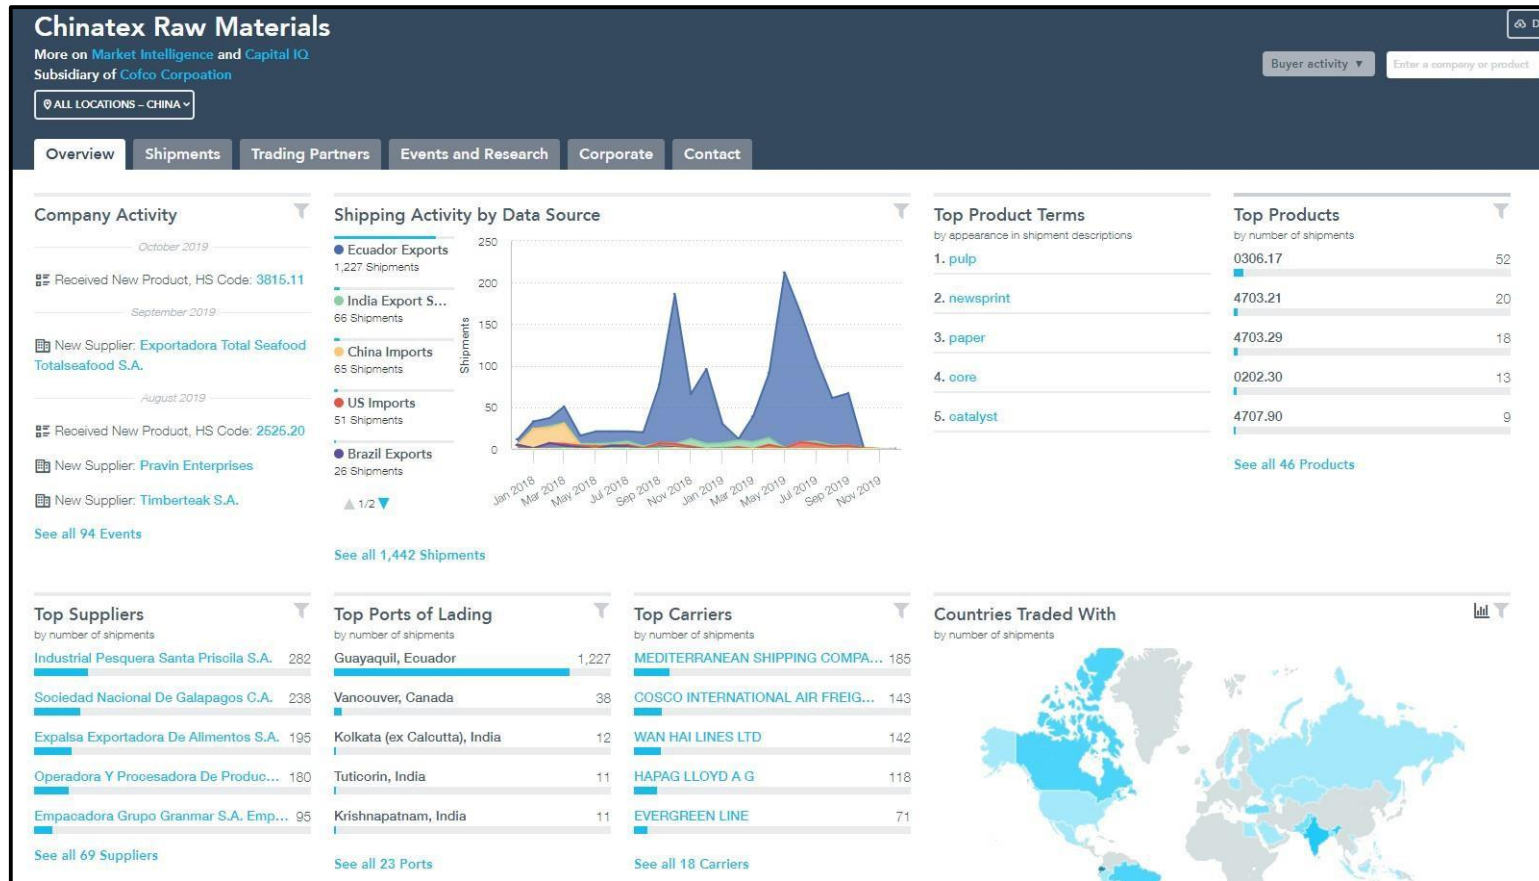 Chinatex Raw Materials
More on Market Intelligence and Capital IQ
Subsidiary of Cofco Corpoation
ALL LOCATIONS – CHINA
D
Buyer activity ▼
Enter a company or product
Overview
Shipments
Trading Partners
Events and Research
Corporate
Contact
Company Activity
October 2019
Received New Product, HS Code: 3815.11
September 2019
New Supplier: Exportadora Total Seafood
Totalseafood S.A.
August 2019
Received New Product, HS Code: 2525.20
New Supplier: Pravin Enterprises
New Supplier: Timberteak S.A.
See all 94 Events
Shipping Activity by Data Source
Ecuador Exports
1,227 Shipments
India Export S...
66 Shipments
China Imports
65 Shipments
US Imports
51 Shipments
Brazil Exports
26 Shipments
▲ 1/2 ▼
Shipments
250
200
150
100
50
0
Jan 2018
Mar 2018
May 2018
Jul 2018
Sep 2018
Nov 2018
Jan 2019
Mar 2019
May 2019
Jul 2019
Sep 2019
Nov 2019
See all 1,442 Shipments
Top Product Terms
by appearance in shipment descriptions
1. pulp
2. newsprint
3. paper
4. core
5. catalyst
Top Products
by number of shipments
0306.17 52
4703.21 20
4703.29 18
0202.30 13
4707.90 9
See all 46 Products
Top Suppliers
by number of shipments
Industrial Pesquera Santa Priscila S.A. 282
Sociedad Nacional De Galapagos C.A. 238
Expalsa Exportadora De Alimentos S.A. 195
Operadora Y Procesadora De Produc... 180
Empacadora Grupo Granmar S.A. Emp... 95
See all 69 Suppliers
Top Ports of Lading
by number of shipments
Guayaquil, Ecuador 1,227
Vancouver, Canada 38
Kolkata (ex Calcutta), India 12
Tuticorin, India 11
Krishnapatnam, India 11
See all 23 Ports
Top Carriers
by number of shipments
MEDITERRANEAN SHIPPING COMPA... 185
COSCO INTERNATIONAL AIR FREIG... 143
WAN HAI LINES LTD 142
HAPAG LLOYD A G 118
EVERGREEN LINE 71
See all 18 Carriers
Countries Traded With
by number of shipments